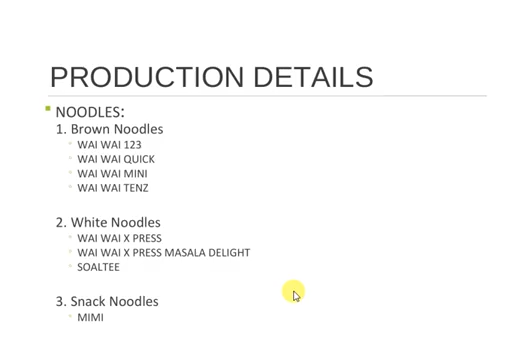 PRODUCTION DETAILS
NOODLES:
1. Brown Noodles
WAI WAI 123
WAI WAI QUICK
WAI WAI MINI
WAI WAI TENZ
2. White Noodles
WAI WAI X PRESS
WAI WAI X PRESS MASALA DELIGHT
SOALTEE
3. Snack Noodles
MIMI